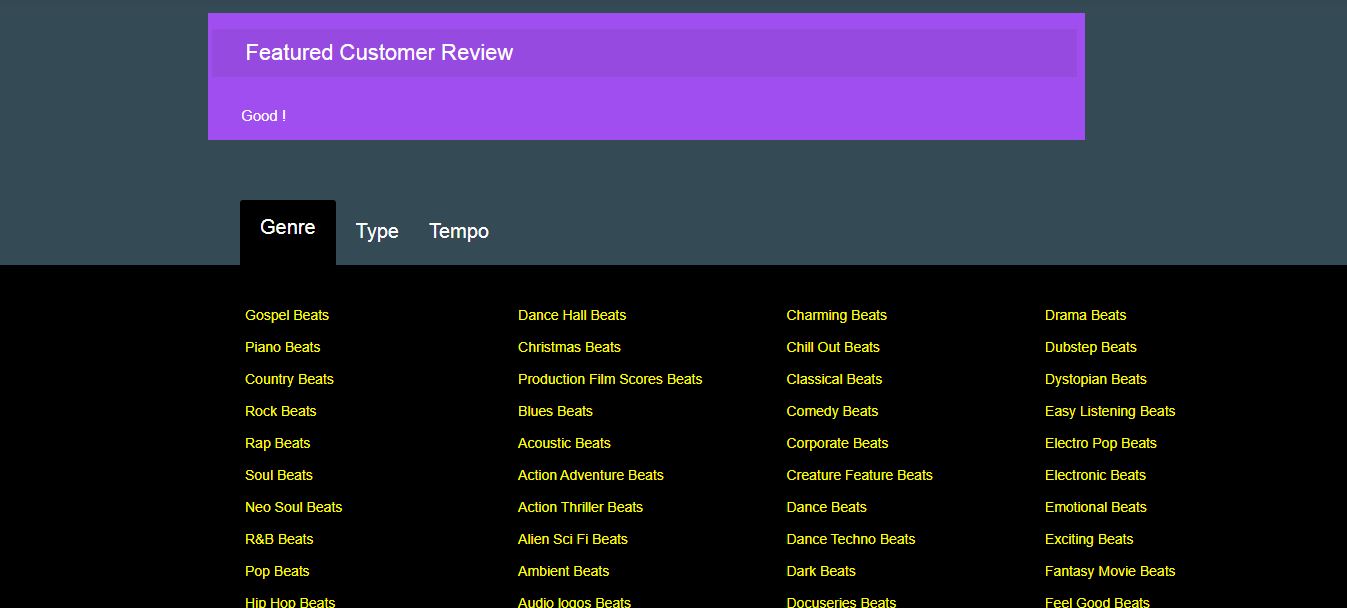 Featured Customer Review
Good !
Genre
Type
Tempo
Gospel Beats
Piano Beats
Country Beats
Rock Beats
Rap Beats
Soul Beats
Neo Soul Beats
R&B Beats
Pop Beats
Hip Hop Beats
Dance Hall Beats
Christmas Beats
Production Film Scores Beats
Blues Beats
Acoustic Beats
Action Adventure Beats
Action Thriller Beats
Alien Sci Fi Beats
Ambient Beats
Audio logos Beats
Charming Beats
Chill Out Beats
Classical Beats
Comedy Beats
Corporate Beats
Creature Feature Beats
Dance Beats
Dance Techno Beats
Dark Beats
Docuseries Beats
Drama Beats
Dubstep Beats
Dystopian Beats
Easy Listening Beats
Electro Pop Beats
Electronic Beats
Emotional Beats
Exciting Beats
Fantasy Movie Beats
Feel Good Beats